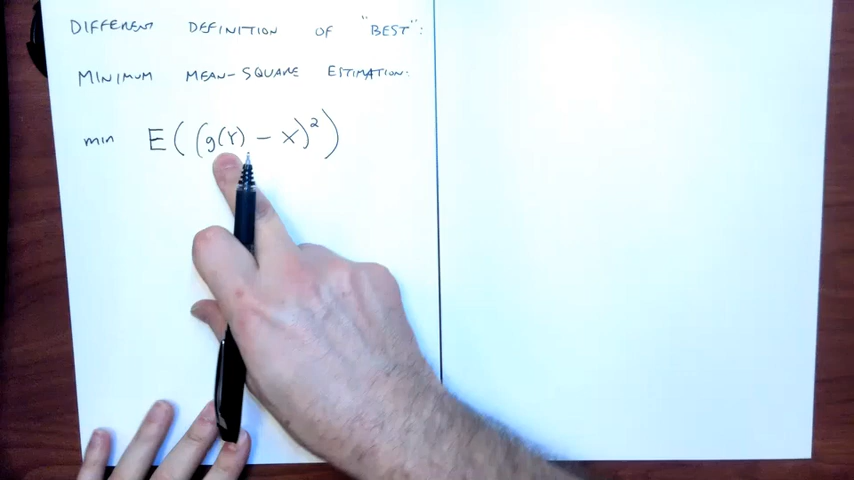 DIFFERENT DEFINITION OF "BEST":
MINIMUM MEAN-SQUARE ESTIMATION:
min E((g(Y) - X)²)